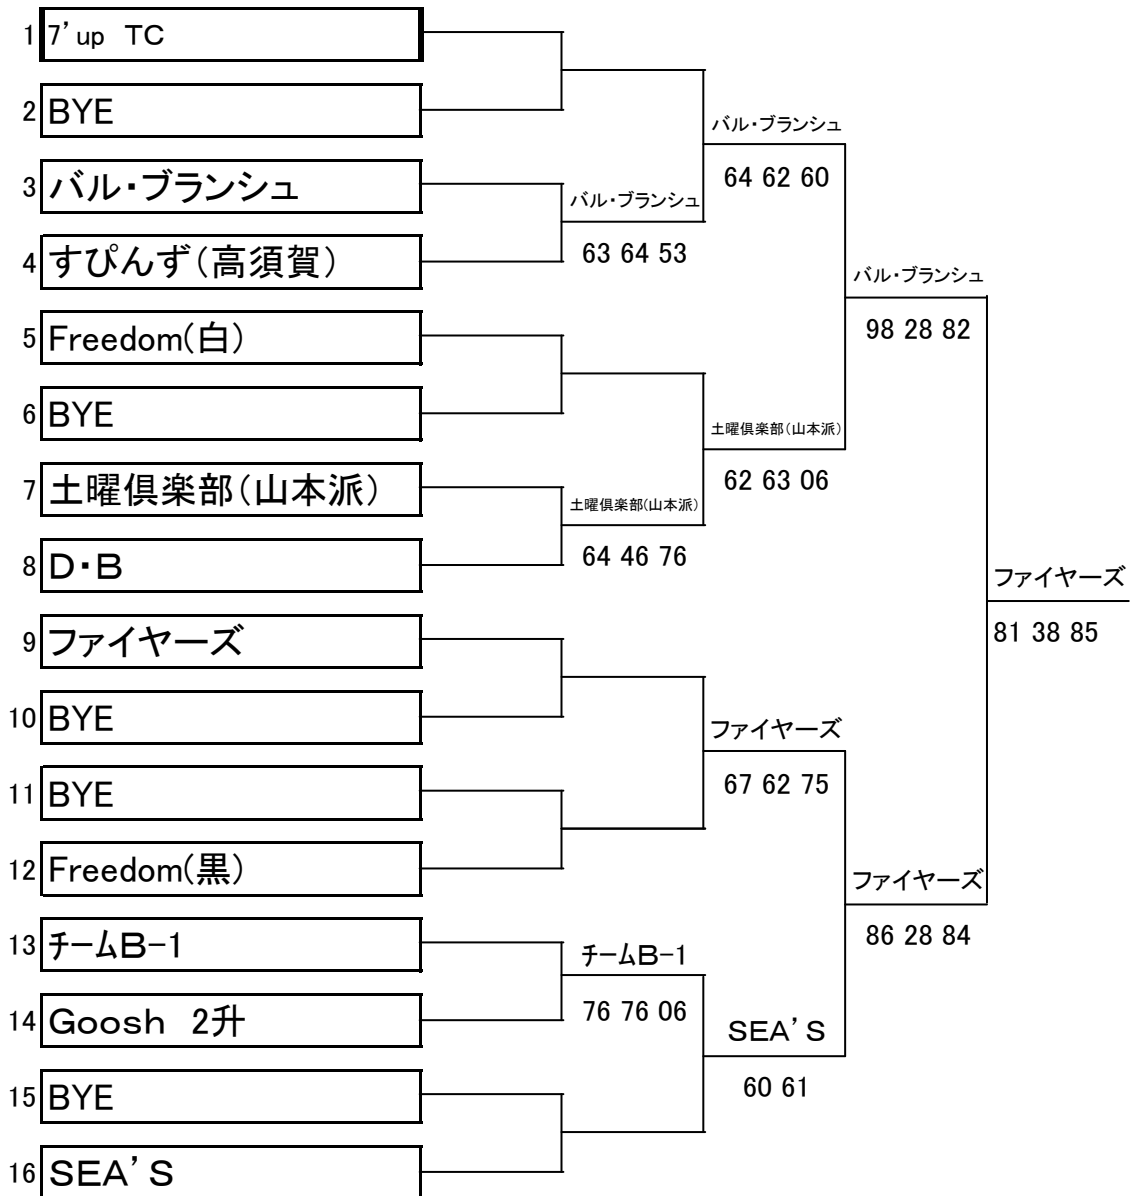 1 7’up TC
2 BYE
3 バル・ブランシュ
4 すぴんず(高須賀)
5 Freedom(白)
6 BYE
7 土曜倶楽部(山本派)
8 D・B
9 ファイヤーズ
10 BYE
11 BYE
12 Freedom(黒)
13 チームB-1
14 Goosh 2升
15 BYE
16 SEA’S
バル・ブランシュ
63 64 53
土曜倶楽部(山本派)
64 46 76
チームB-1
76 76 06
バル・ブランシュ
64 62 60
土曜倶楽部(山本派)
62 63 06
ファイヤーズ
67 62 75
SEA’S
60 61
バル・ブランシュ
98 28 82
ファイヤーズ
86 28 84
ファイヤーズ
81 38 85